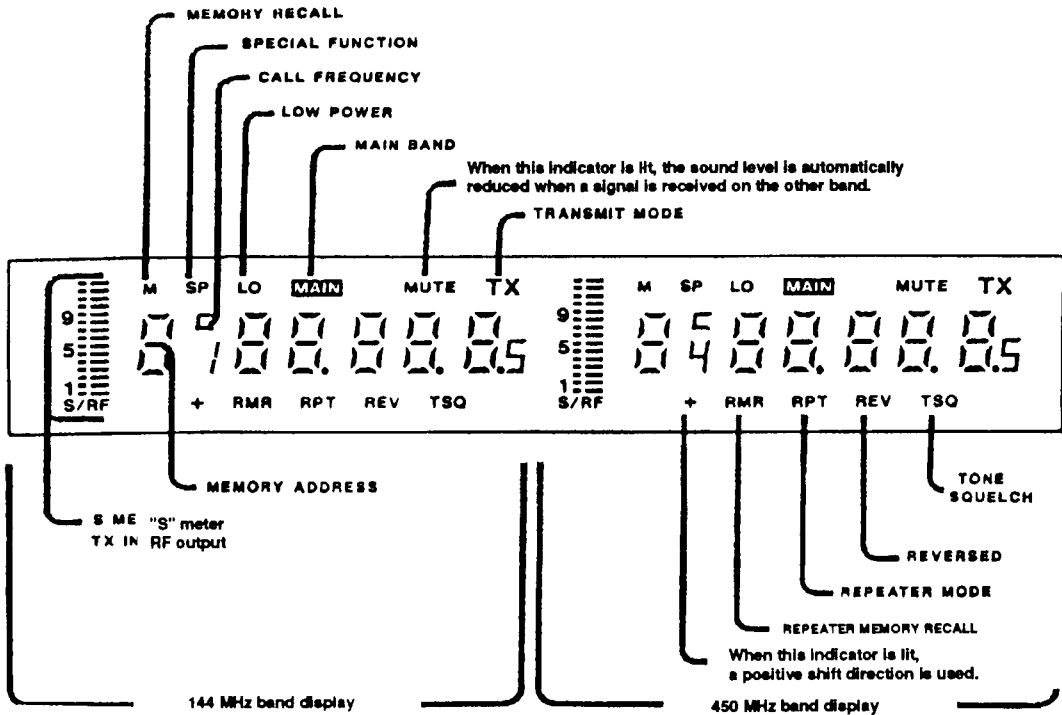 MEMORY RECALL
SPECIAL FUNCTION
CALL FREQUENCY
LOW POWER
MAIN BAND
When this indicator is lit, the sound level is automatically
reduced when a signal is received on the other band.
TRANSMIT MODE
M SP LO MAIN MUTE TX M SP LO MAIN MUTE TX
9 9
5 5
1 1
S/RF + RMR RPT REV TSQ S/RF + RMR RPT REV TSQ
MEMORY ADDRESS
TONE
SQUELCH
S ME "S" meter
TX IN RF output
REVERSED
REPEATER MODE
REPEATER MEMORY RECALL
When this indicator is lit,
a positive shift direction is used.
144 MHz band display
450 MHz band display